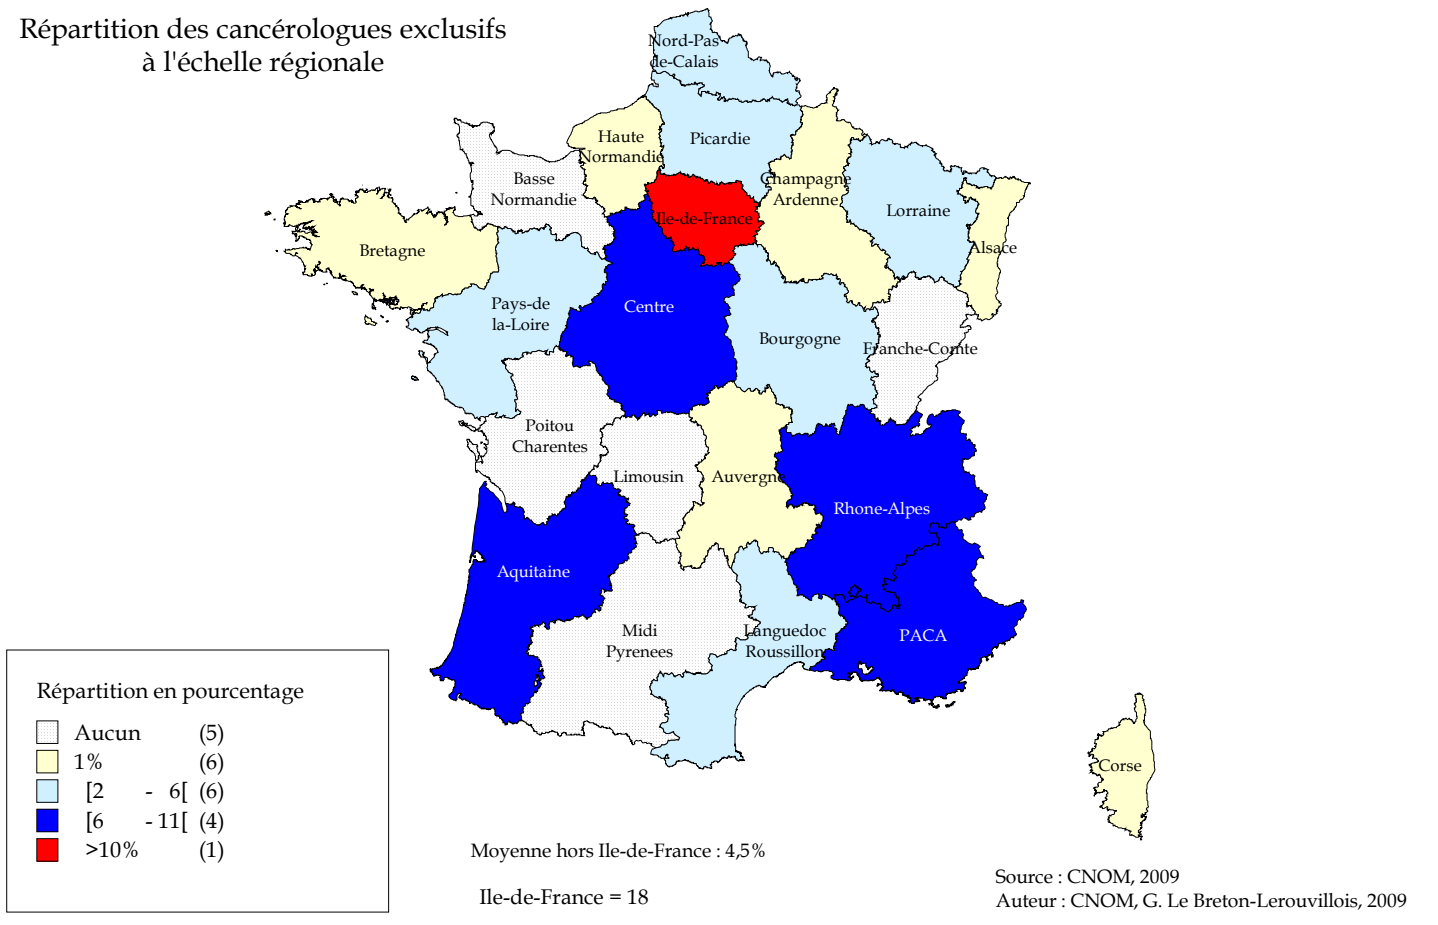 Répartition des cancérologues exclusifs
à l'échelle régionale
Nord-Pas
de-Calais
Picardie
Haute
Normandie
Basse
Normandie
Champagne
Ardenne
Lorraine
Alsace
Ile-de-France
Bretagne
Pays-de
la-Loire
Centre
Bourgogne
Franche-Comte
Poitou
Charentes
Limousin
Auvergne
Rhone-Alpes
Aquitaine
Midi
Pyrenees
Languedoc
Roussillon
PACA
Corse
Répartition en pourcentage
Aucun (5)
1% (6)
[2 - 6[ (6)
[6 - 11[ (4)
>10% (1)
Moyenne hors Ile-de-France : 4,5%
Ile-de-France = 18
Source : CNOM, 2009
Auteur : CNOM, G. Le Breton-Lerouvillois, 2009